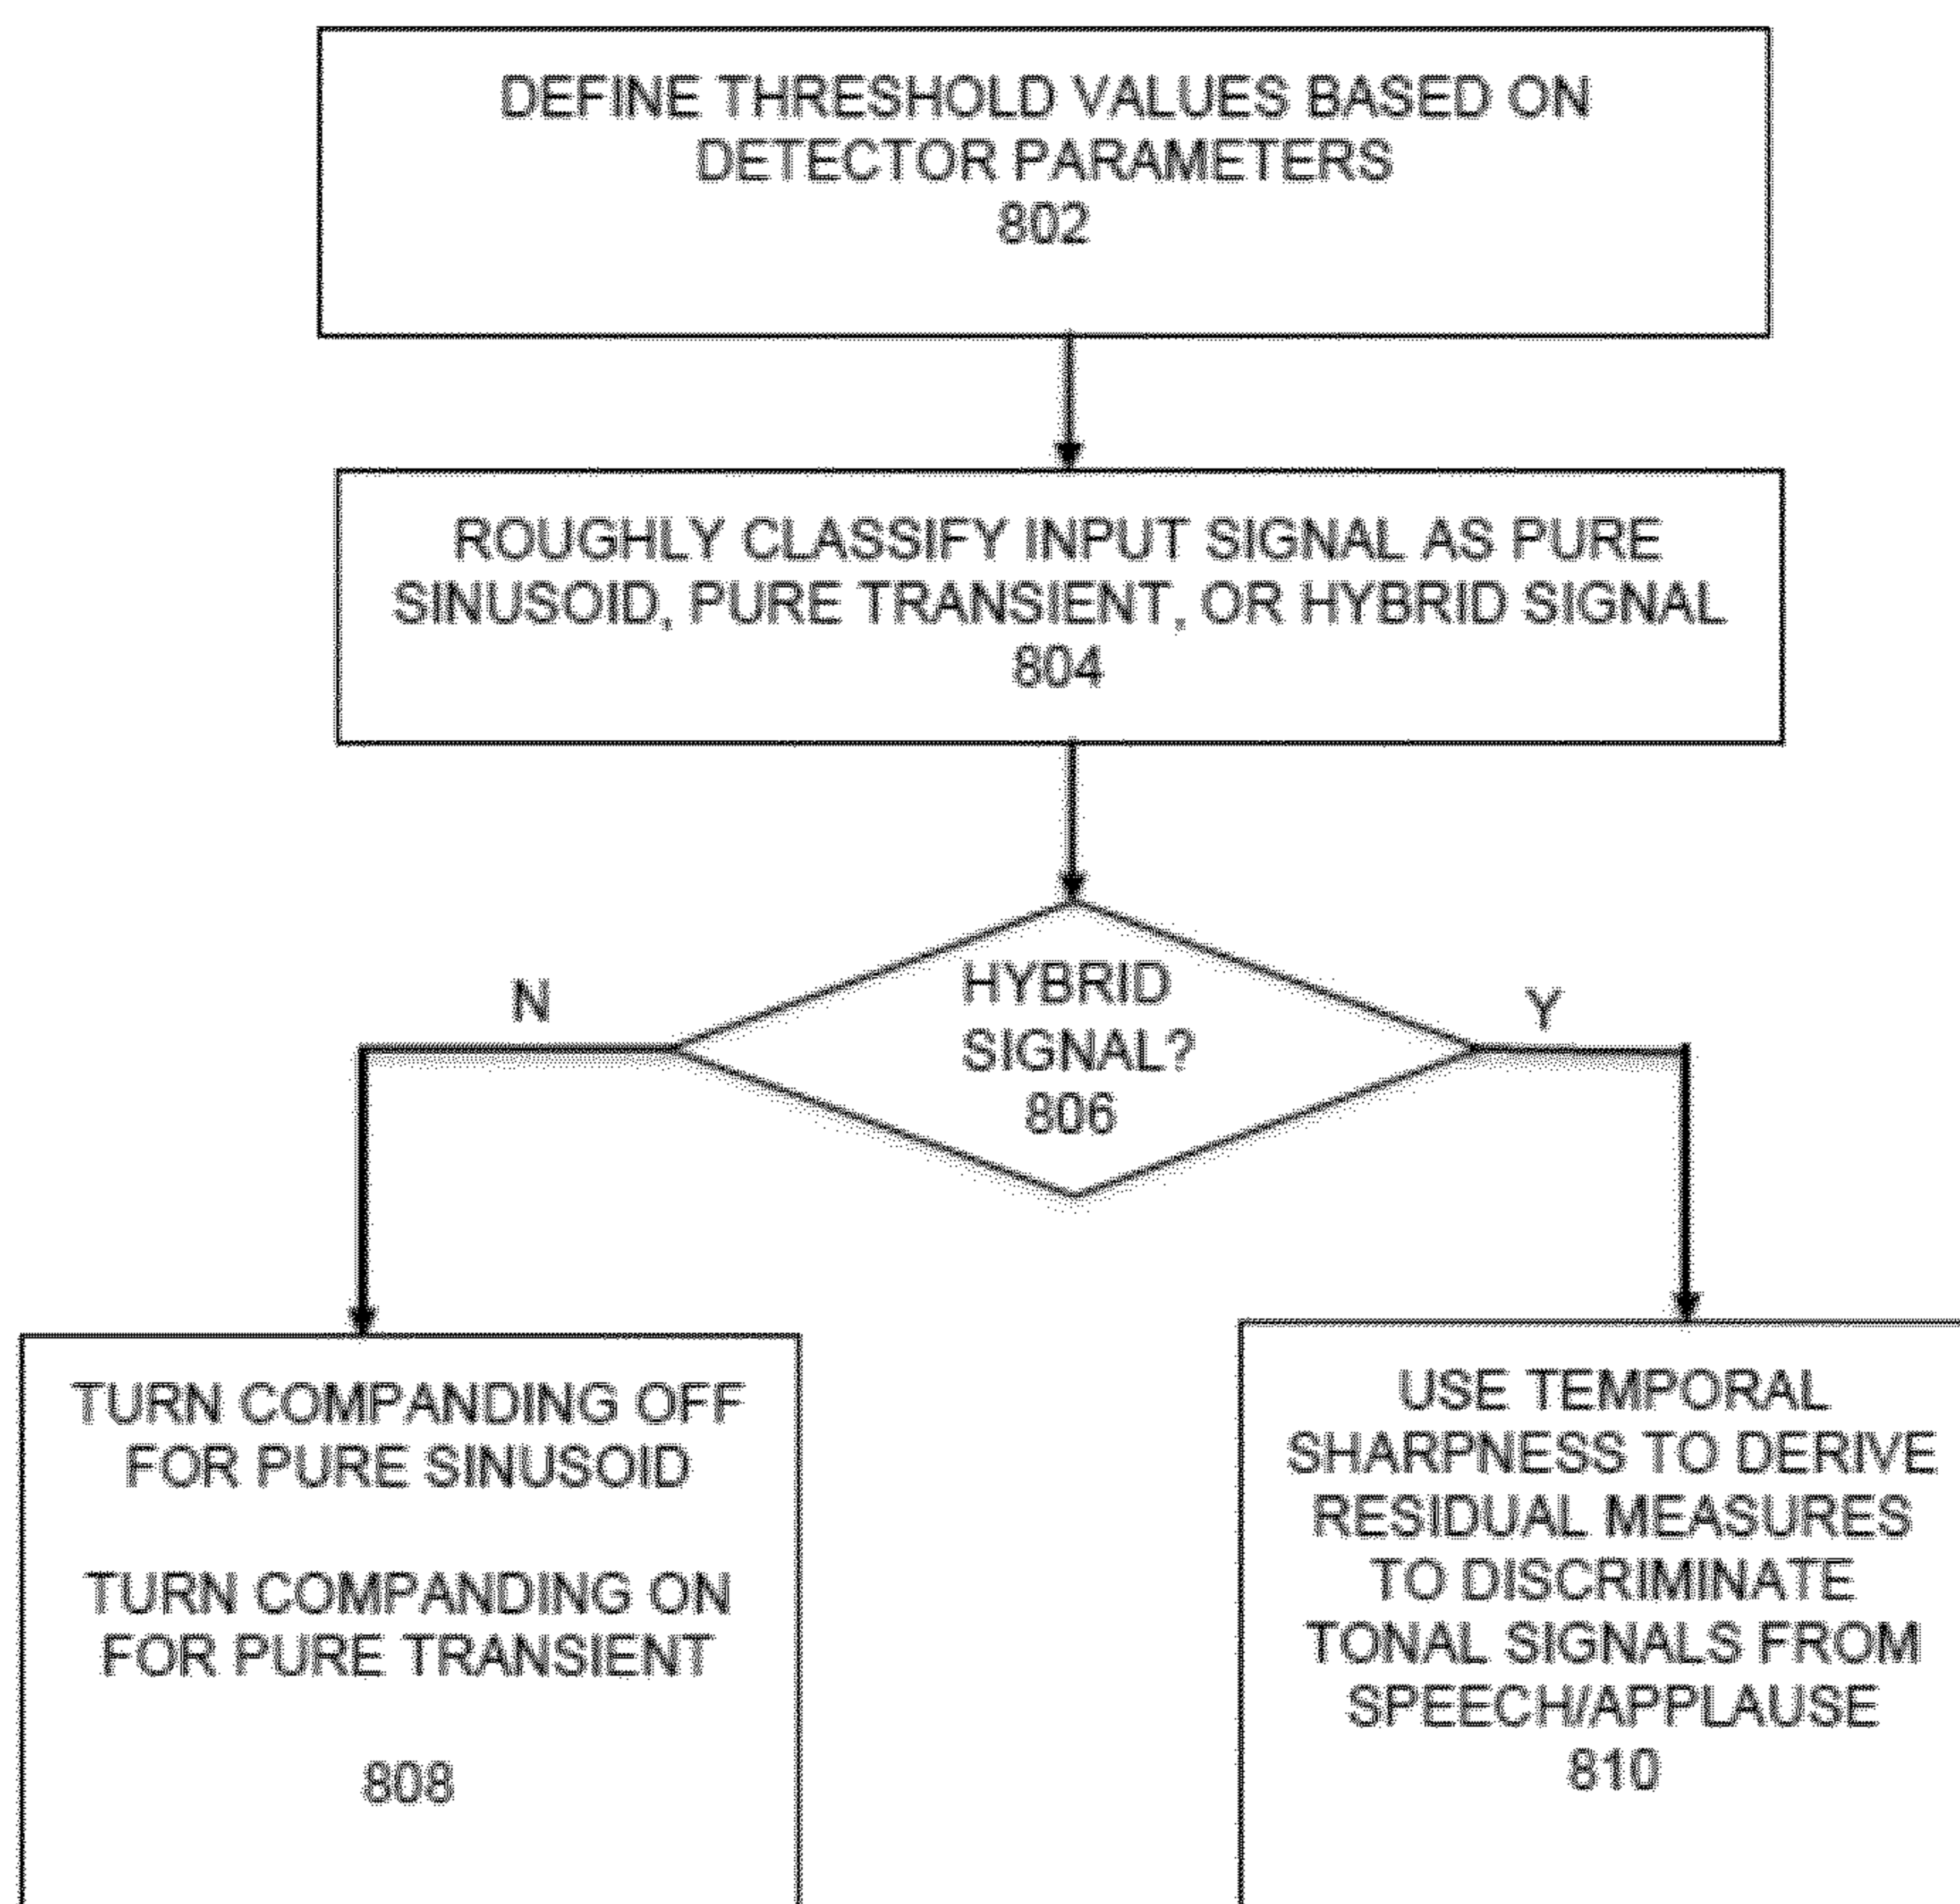 DEFINE THRESHOLD VALUES BASED ON
DETECTOR PARAMETERS
802
ROUGHLY CLASSIFY INPUT SIGNAL AS PURE
SINUSOID, PURE TRANSIENT, OR HYBRID SIGNAL
804
HYBRID
SIGNAL?
806
N
Y
TURN COMPANDING OFF
FOR PURE SINUSOID
TURN COMPANDING ON
FOR PURE TRANSIENT
808
USE TEMPORAL
SHARPNESS TO DERIVE
RESIDUAL MEASURES
TO DISCRIMINATE
TONAL SIGNALS FROM
SPEECH/APPLAUSE
810